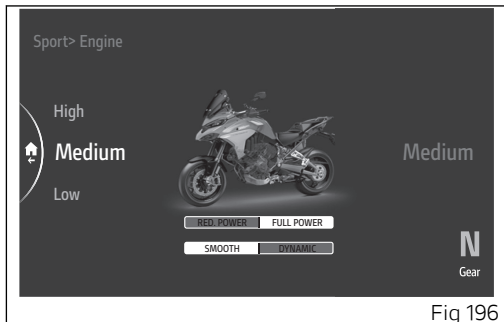 Sport> Engine
High
Medium
Medium
Low
RED. POWER FULL POWER
SMOOTH DYNAMIC
N
Gear
Fig 196